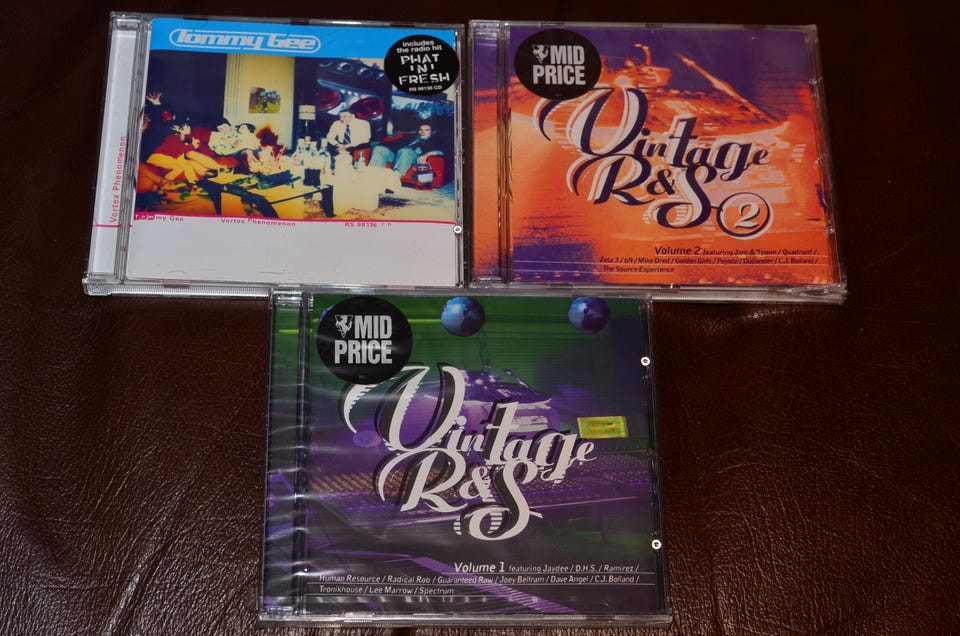 Tommy Gee
includes
the radio hit
PHAT
'N'
FRESH
RS 98136 CD
Vortex Phenomenon
Tommy Gee Vortex Phenomenon RS 98136 CD
MID
PRICE
Vintage
R&S 2
Volume 2 featuring Jam & Spoon / Quadrant /
Zeta 3 / 69 / Mike Dred / Golden Girls / Peyote / Outlander / C.J. Bolland /
The Source Experience
MID
PRICE
Vintage
R&S
Volume 1 featuring Jaydee / D.H.S. / Ramirez /
Human Resource / Radical Rob / Guaranteed Raw / Joey Beltram / Dave Angel / C.J. Bolland /
Tronikhouse / Lee Marrow / Spectrum